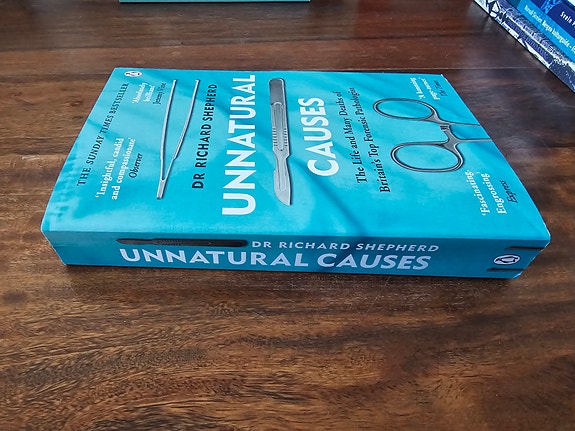 THE SUNDAY TIMES BESTSELLER
'Insightful, candid
and compassionate'
Observer
DR RICHARD SHEPHERD
UNNATURAL
CAUSES
The Life and Many Deaths of
Britain's Top Forensic Pathologist
'Fascinating.
Engrossing'
Express
DR RICHARD SHEPHERD
UNNATURAL CAUSES